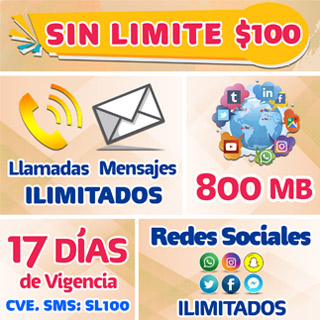 SIN LIMITE $100
Llamadas Mensajes
ILIMITADOS
800 MB
17 DÍAS
de Vigencia
CVE. SMS: SL100
Redes Sociales
ILIMITADOS